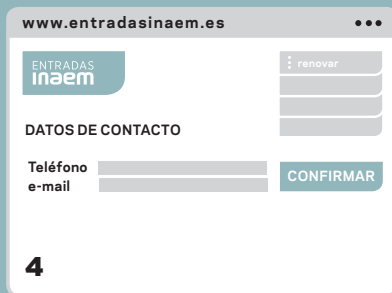 www.entradasinaem.es
ENTRADAS
inaem
renovar
DATOS DE CONTACTO
Teléfono
e-mail
CONFIRMAR
4